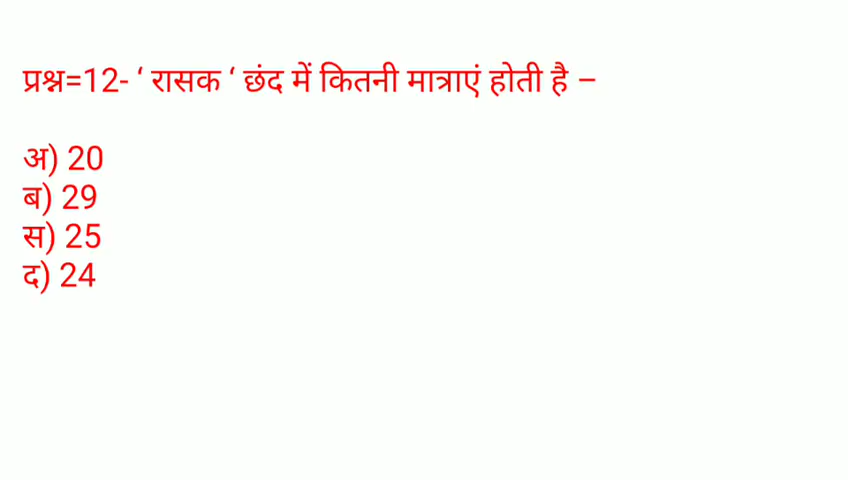 प्रश्न=12- ‘ रासक ‘ छंद में कितनी मात्राएं होती है –
अ) 20
ब) 29
स) 25
द) 24